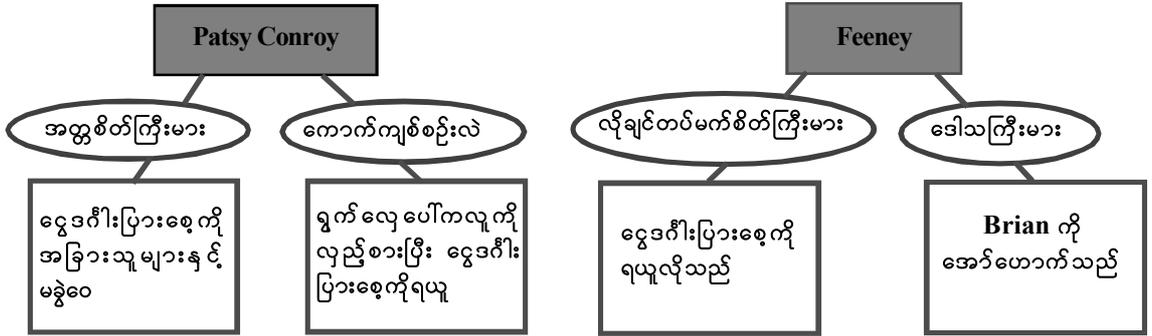 Patsy Conroy
Feeney
အတ္တစိတ်ကြီးမား
ကောက်ကျစ်စဉ်းလဲ
လိုချင်တပ်မက်စိတ်ကြီးမား
ဒေါသကြီးမား
ငွေဒင်္ဂါးပြားစေ့ကို
အခြားသူများနှင့်
မခွဲဝေ
ရွက်လှေပေါ်ကလူကို
လှည့်စားပြီး ငွေဒင်္ဂါး
ပြားစေ့ကိုရယူ
ငွေဒင်္ဂါးပြားစေ့ကို
ရယူလိုသည်
Brian ကို
အော်ဟောက်သည်